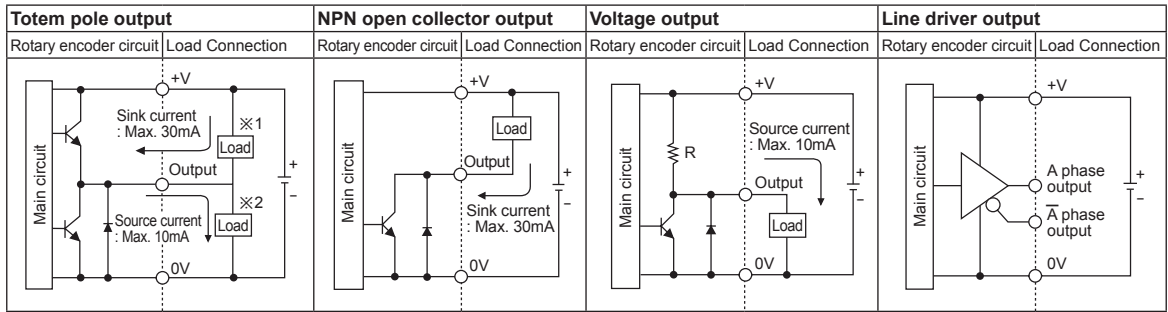 Totem pole output
NPN open collector output
Voltage output
Line driver output
Rotary encoder circuit
Load Connection
Rotary encoder circuit
Load Connection
Rotary encoder circuit
Load Connection
Rotary encoder circuit
Load Connection
Main circuit
+V
Sink current
: Max. 30mA
※1
Load
Output
Source current
: Max. 10mA
※2
Load
0V
+
−
Main circuit
+V
Load
Output
Sink current
: Max. 30mA
0V
+
−
Main circuit
+V
R
Source current
: Max. 10mA
Output
Load
0V
+
−
Main circuit
+V
A phase
output
A̅ phase
output
0V
+
−